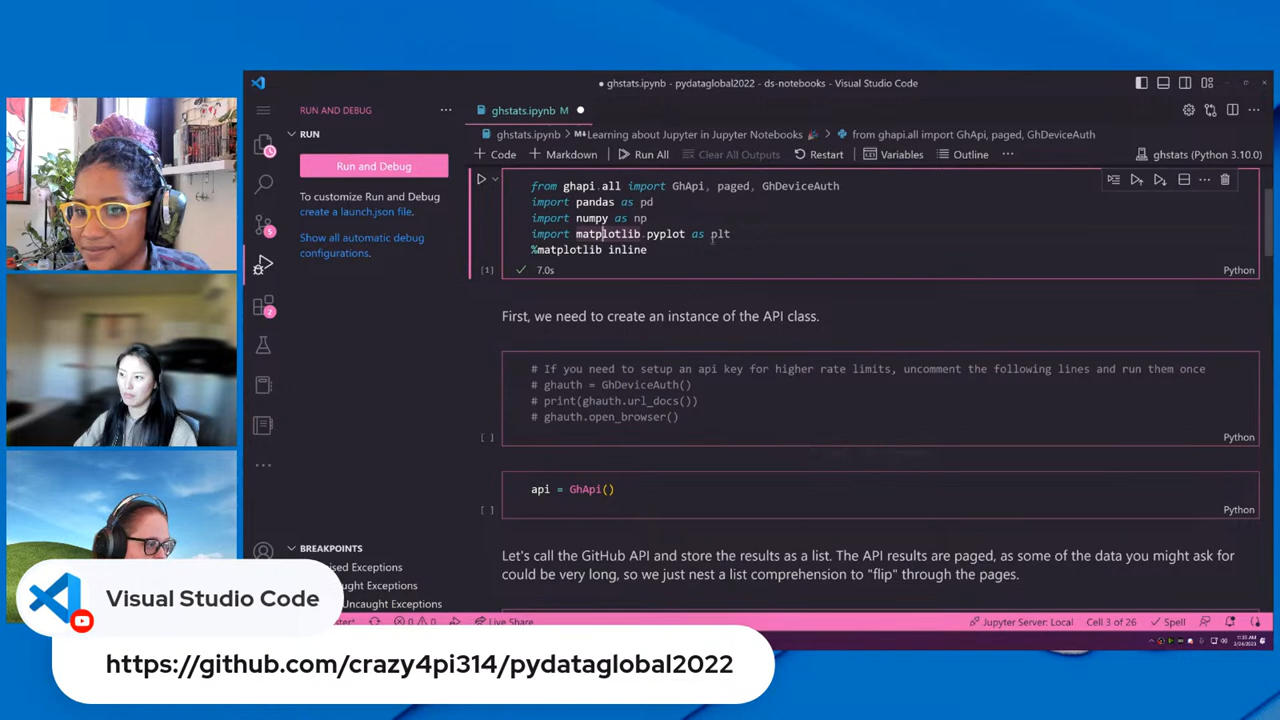 ghstats.ipynb - pydataglobal2022 - ds-notebooks - Visual Studio Code
RUN AND DEBUG
ghstats.ipynb M
RUN
ghstats.ipynb > Learning about Jupyter in Jupyter Notebooks 🎉 > from ghapi.all import GhApi, paged, GhDeviceAuth
+ Code + Markdown Run All Clear All Outputs Restart Variables Outline ghstats (Python 3.10.0)
Run and Debug
To customize Run and Debug
create a launch.json file.
Show all automatic debug
configurations.
from ghapi.all import GhApi, paged, GhDeviceAuth
import pandas as pd
import numpy as np
import matplotlib.pyplot as plt
%matplotlib inline
[1] 7.0s Python
First, we need to create an instance of the API class.
# If you need to setup an api key for higher rate limits, uncomment the following lines and run them once
# ghauth = GhDeviceAuth()
# print(ghauth.url_docs())
# ghauth.open_browser()
[ ] Python
api = GhApi()
[ ] Python
Let's call the GitHub API and store the results as a list. The API results are paged, as some of the data you might ask for
could be very long, so we just nest a list comprehension to "flip" through the pages.
BREAKPOINTS
ised Exceptions
ught Exceptions
Uncaught Exceptions
0 0 Live Share Jupyter Server: Local Cell 3 of 26 Spell
2/24/2023
Visual Studio Code
https://github.com/crazy4pi314/pydataglobal2022